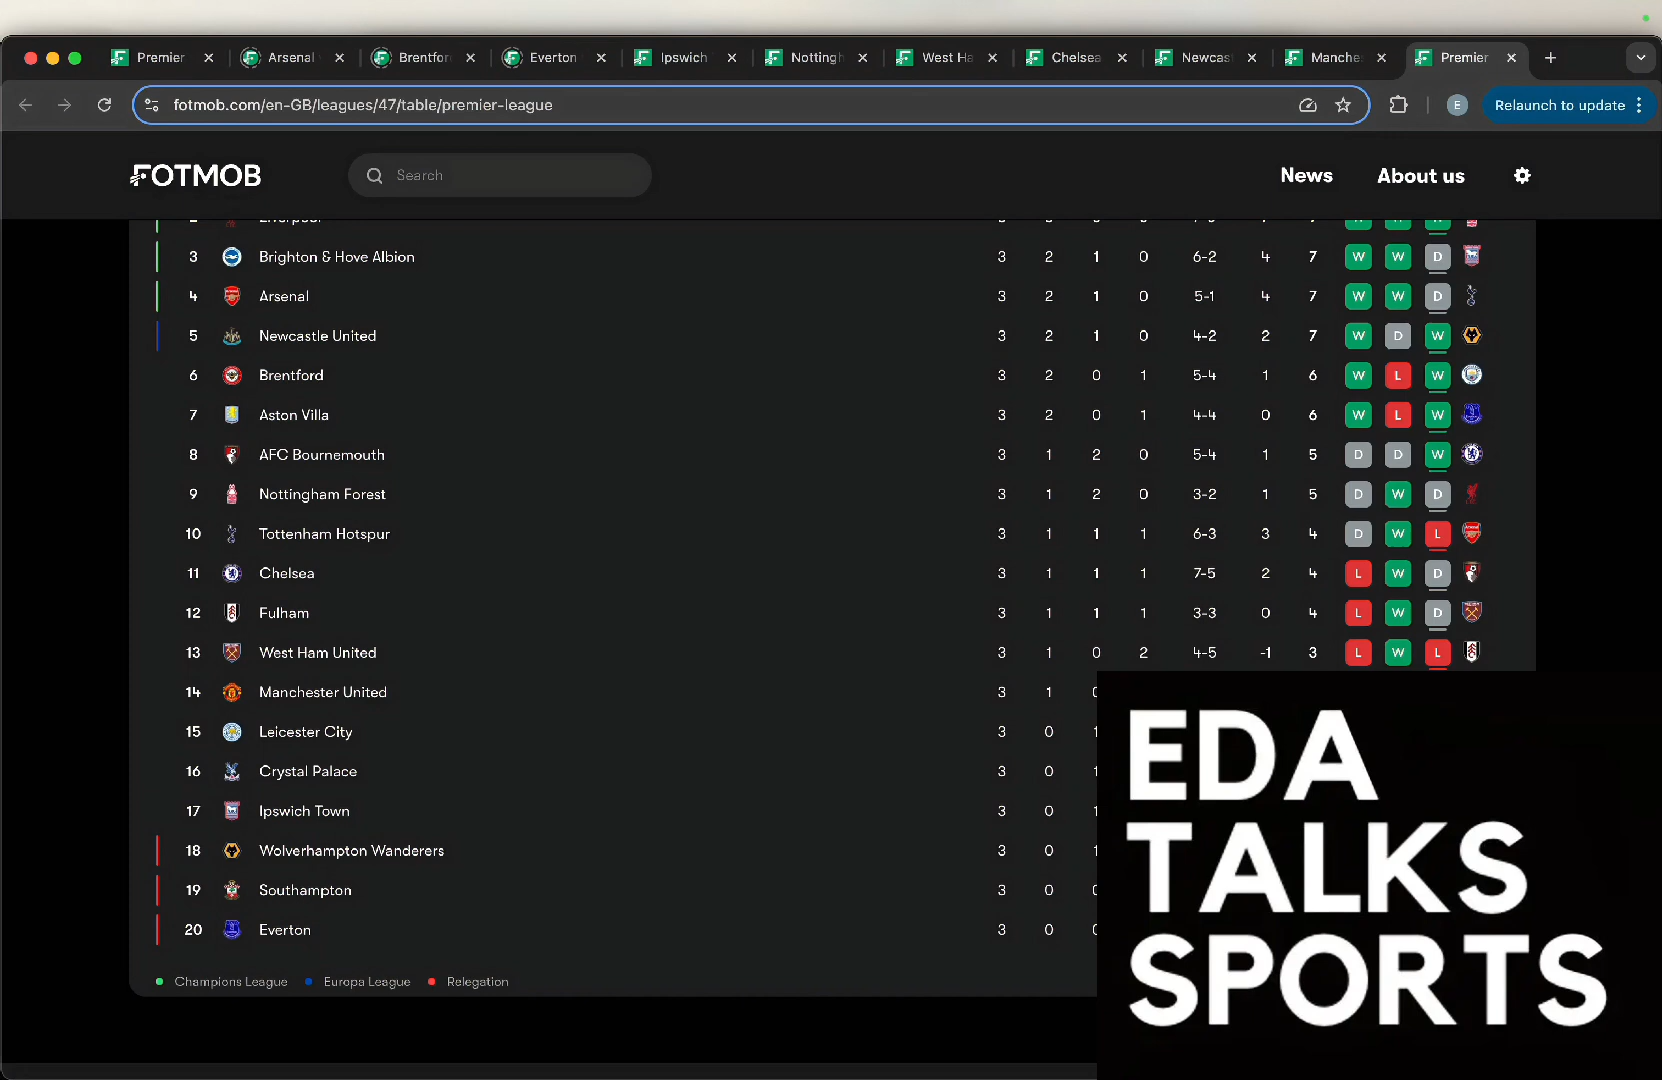 Premier
Arsenal
Brentfor
Everton
Ipswich
Nottingh
West Ha
Chelsea
Newcast
Manche
Premier
fotmob.com/en-GB/leagues/47/table/premier-league
E
Relaunch to update
FOTMOB
Search
News
About us
3 Brighton & Hove Albion 3 2 1 0 6-2 4 7 W W D
4 Arsenal 3 2 1 0 5-1 4 7 W W D
5 Newcastle United 3 2 1 0 4-2 2 7 W D W
6 Brentford 3 2 0 1 5-4 1 6 W L W
7 Aston Villa 3 2 0 1 4-4 0 6 W L W
8 AFC Bournemouth 3 1 2 0 5-4 1 5 D D W
9 Nottingham Forest 3 1 2 0 3-2 1 5 D W D
10 Tottenham Hotspur 3 1 1 1 6-3 3 4 D W L
11 Chelsea 3 1 1 1 7-5 2 4 L W D
12 Fulham 3 1 1 1 3-3 0 4 L W D
13 West Ham United 3 1 0 2 4-5 -1 3 L W L
14 Manchester United 3 1 0
15 Leicester City 3 0 1
16 Crystal Palace 3 0 1
17 Ipswich Town 3 0 1
18 Wolverhampton Wanderers 3 0 1
19 Southampton 3 0 0
20 Everton 3 0 0
Champions League Europa League Relegation
EDA
TALKS
SPORTS